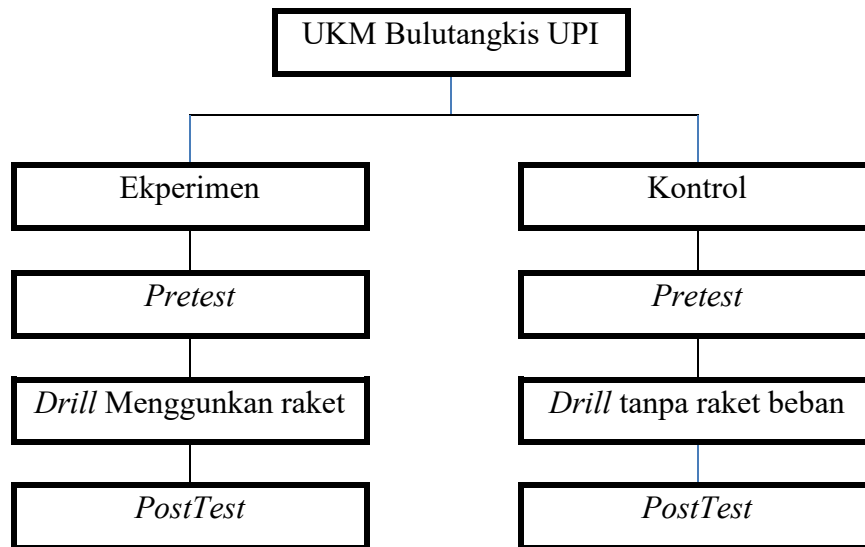 UKM Bulutangkis UPI
Ekperimen
Kontrol
Pretest
Pretest
Drill Menggunkan raket
Drill tanpa raket beban
PostTest
PostTest